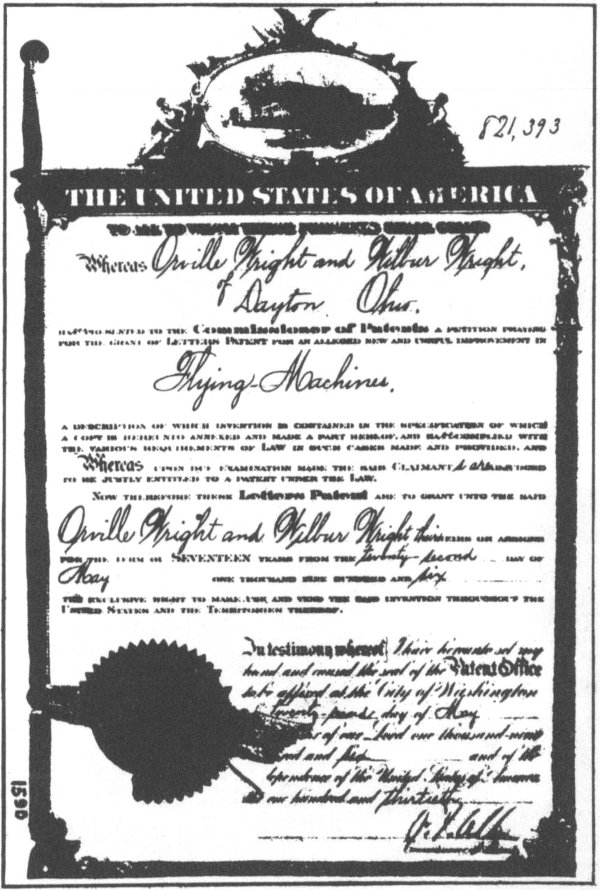 821,393
THE UNITED STATES OF AMERICA
TO ALL TO WHOM THESE PRESENTS SHALL COME:
Whereas Orville Wright and Wilbur Wright,
of
Dayton, Ohio,
PRESENTED TO THE Commissioner of Patents A PETITION PRAYING
FOR THE GRANT OF LETTERS PATENT FOR AN ALLEGED NEW AND USEFUL IMPROVEMENT IN
Flying-Machines,
A DESCRIPTION OF WHICH INVENTION IS CONTAINED IN THE SPECIFICATION OF WHICH
A COPY IS HEREUNTO ANNEXED AND MADE A PART HEREOF, AND COMPLIED WITH
THE VARIOUS REQUIREMENTS OF LAW IN SUCH CASES MADE AND PROVIDED, AND
Whereas UPON DUE EXAMINATION MADE THE SAID CLAIMANTS are ADJUDGED
TO BE JUSTLY ENTITLED TO A PATENT UNDER THE LAW.
NOW THEREFORE THESE Letters Patent ARE TO GRANT UNTO THE SAID
Orville Wright and Wilbur Wright, their HEIRS OR ASSIGNS
FOR THE TERM OF SEVENTEEN YEARS FROM THE twenty-second DAY OF
May ONE THOUSAND NINE HUNDRED AND six
THE EXCLUSIVE RIGHT TO MAKE, USE AND VEND THE SAID INVENTION THROUGHOUT THE
UNITED STATES AND THE TERRITORIES THEREOF.
In testimony whereof I have hereunto set my
hand and caused the seal of the Patent Office
to be affixed at the City of Washington
twenty-second day of May
of our Lord one thousand nine
and six and of the
of the United States of America
the one hundred and thirtieth
1590